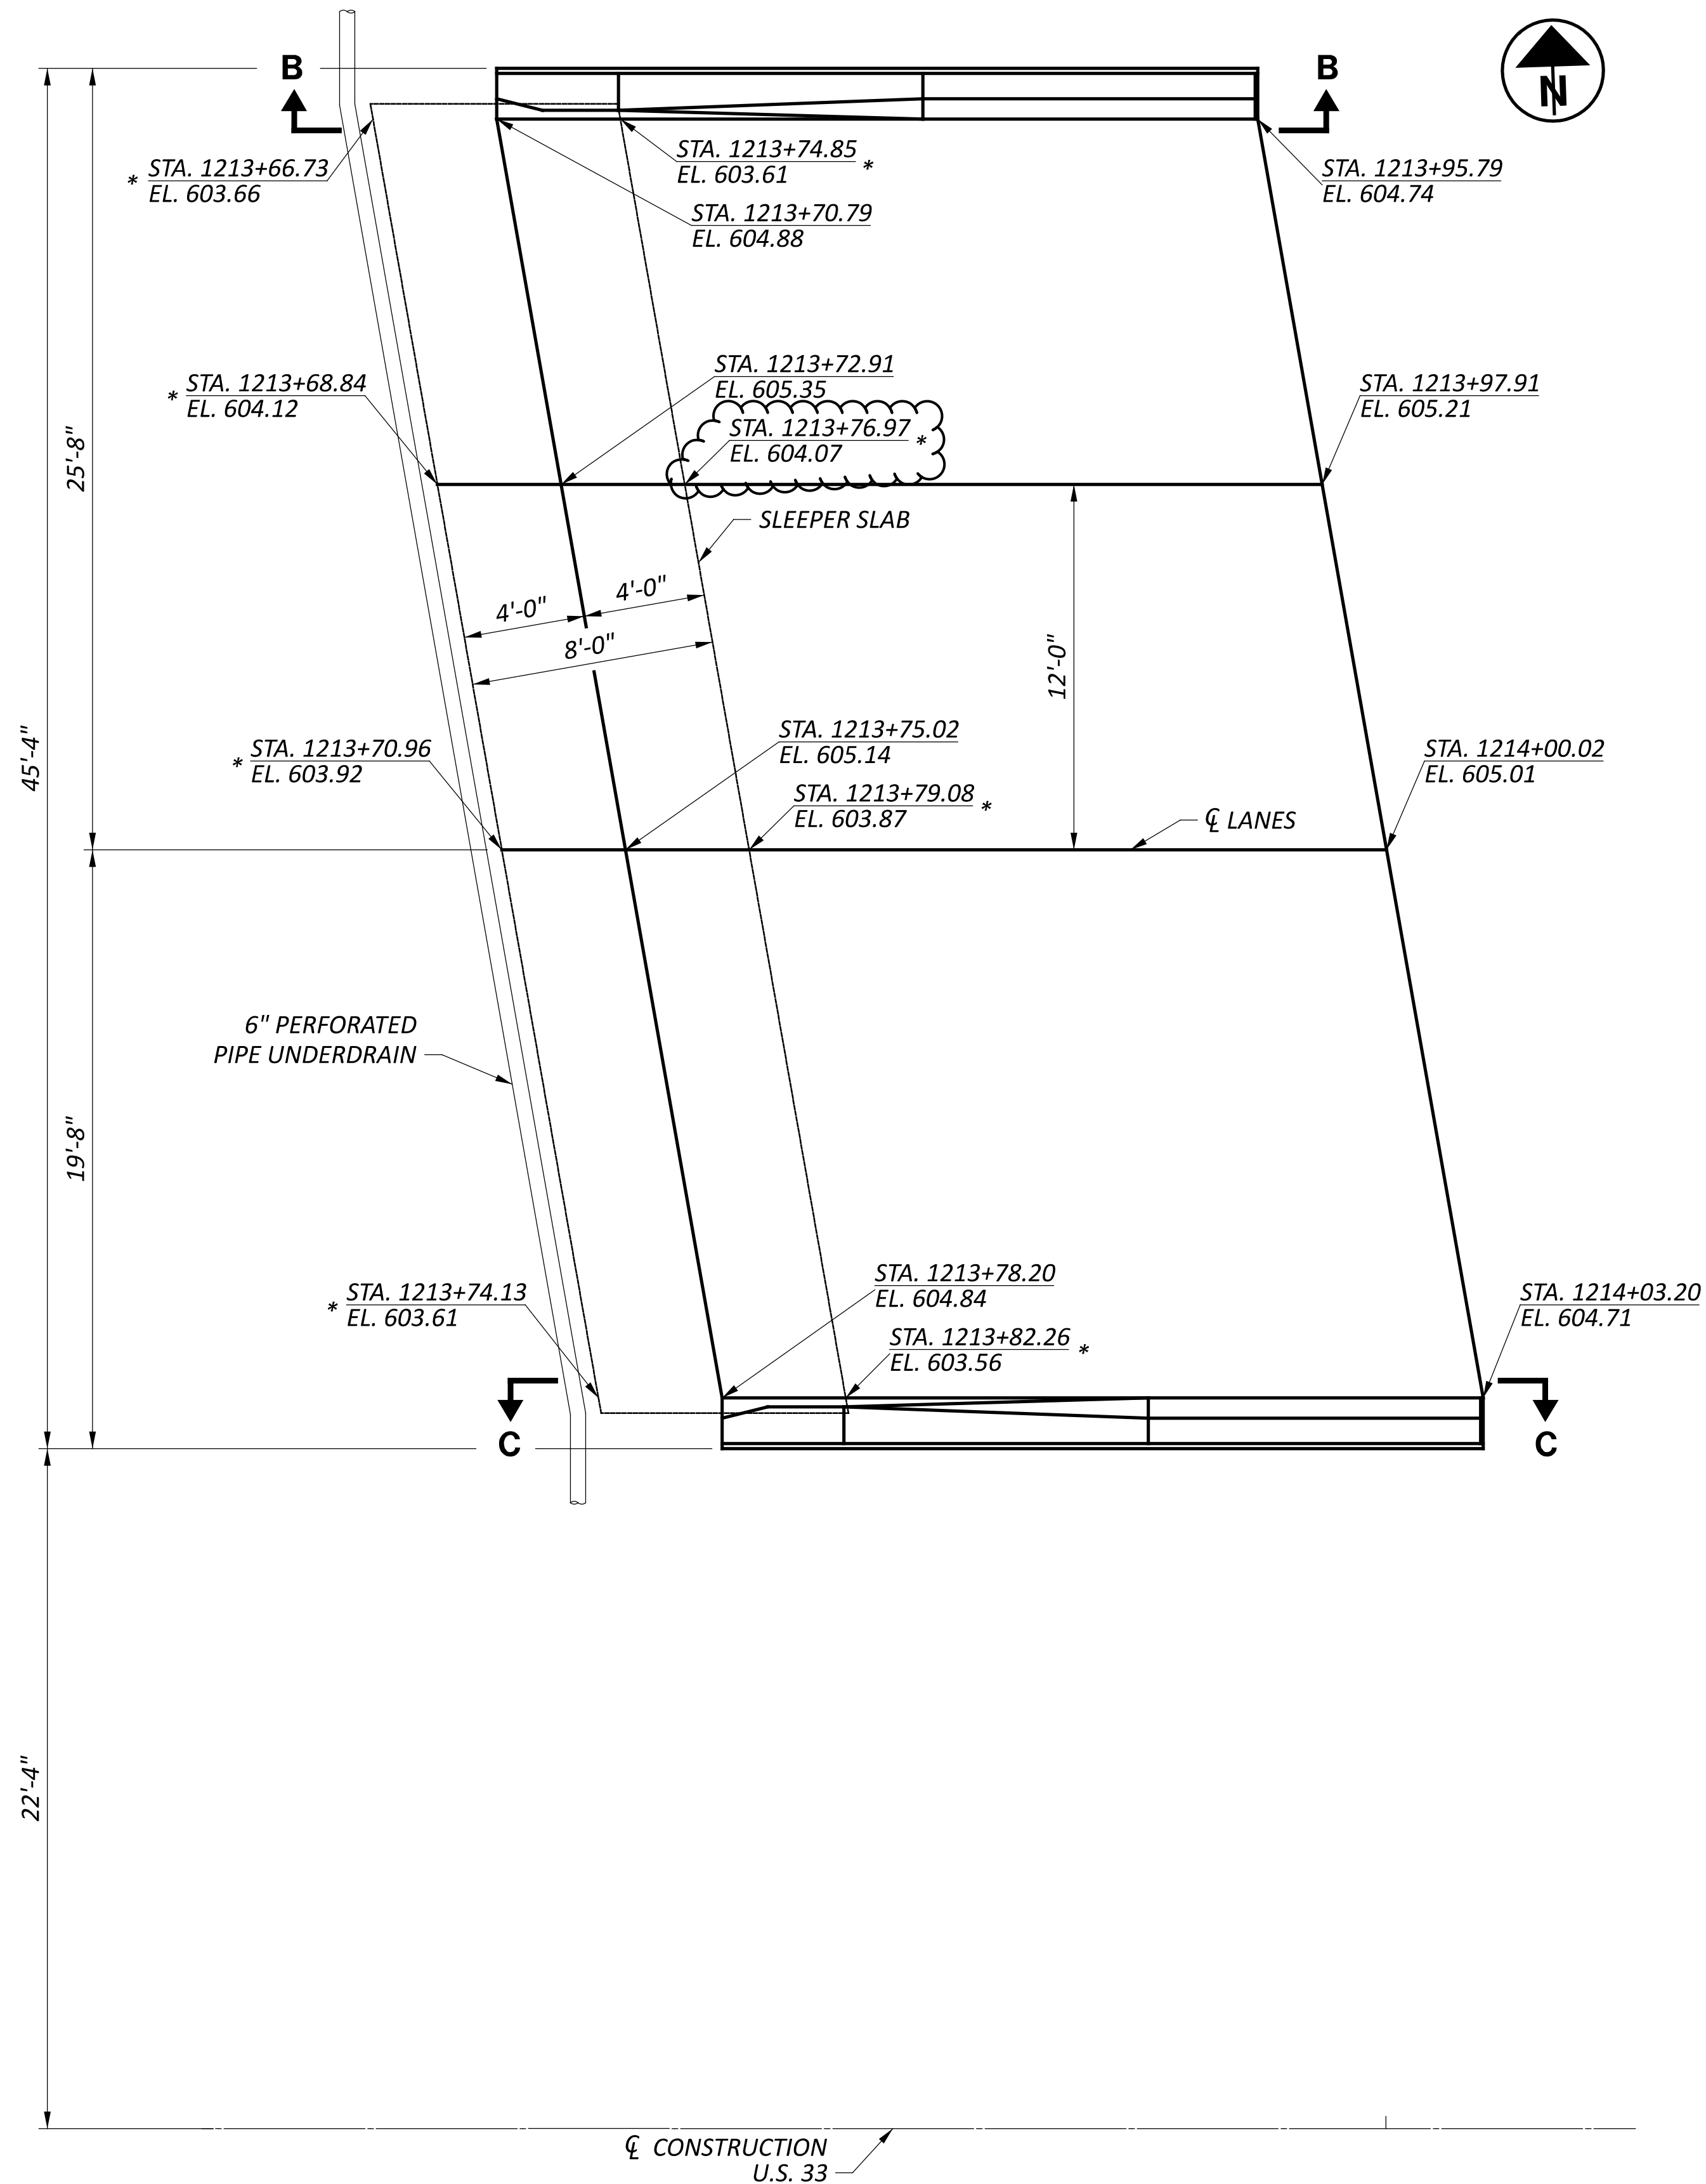 B
B
N
STA. 1213+66.73
* EL. 603.66
STA. 1213+74.85
EL. 603.61 *
STA. 1213+70.79
EL. 604.88
STA. 1213+95.79
EL. 604.74
STA. 1213+68.84
* EL. 604.12
STA. 1213+72.91
EL. 605.35
STA. 1213+76.97
EL. 604.07 *
STA. 1213+97.91
EL. 605.21
25'-8"
SLEEPER SLAB
4'-0"
4'-0"
8'-0"
12'-0"
45'-4"
STA. 1213+70.96
* EL. 603.92
STA. 1213+75.02
EL. 605.14
STA. 1213+79.08
EL. 603.87 *
STA. 1214+00.02
EL. 605.01
℄ LANES
6" PERFORATED
PIPE UNDERDRAIN
19'-8"
STA. 1213+74.13
* EL. 603.61
STA. 1213+78.20
EL. 604.84
STA. 1213+82.26
EL. 603.56 *
STA. 1214+03.20
EL. 604.71
C
C
22'-4"
℄ CONSTRUCTION
U.S. 33